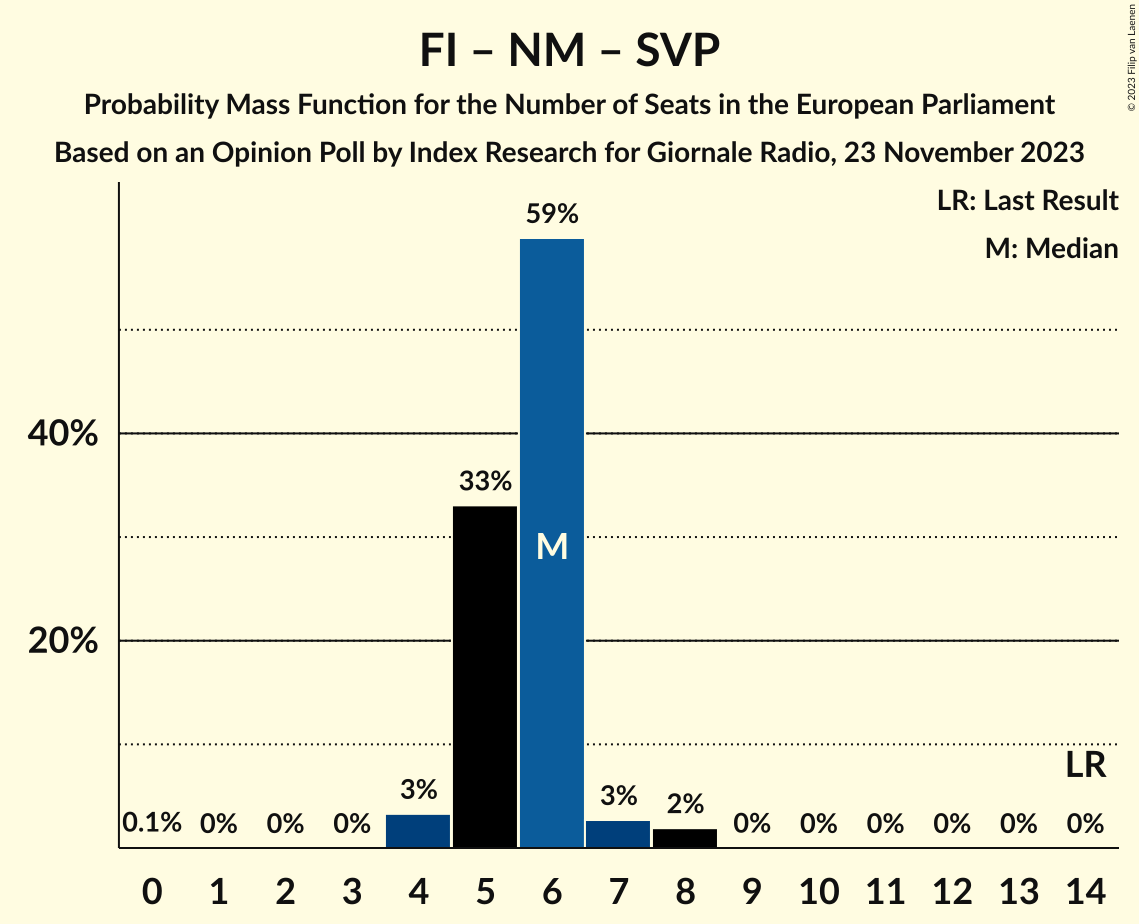 FI – NM – SVP
Probability Mass Function for the Number of Seats in the European Parliament
Based on an Opinion Poll by Index Research for Giornale Radio, 23 November 2023
© 2023 Filip van Laenen
LR: Last Result
M: Median
59%
40%
33%
M
20%
LR
0.1% 0% 0% 0% 3% 3% 2% 0% 0% 0% 0% 0% 0%
0 1 2 3 4 5 6 7 8 9 10 11 12 13 14